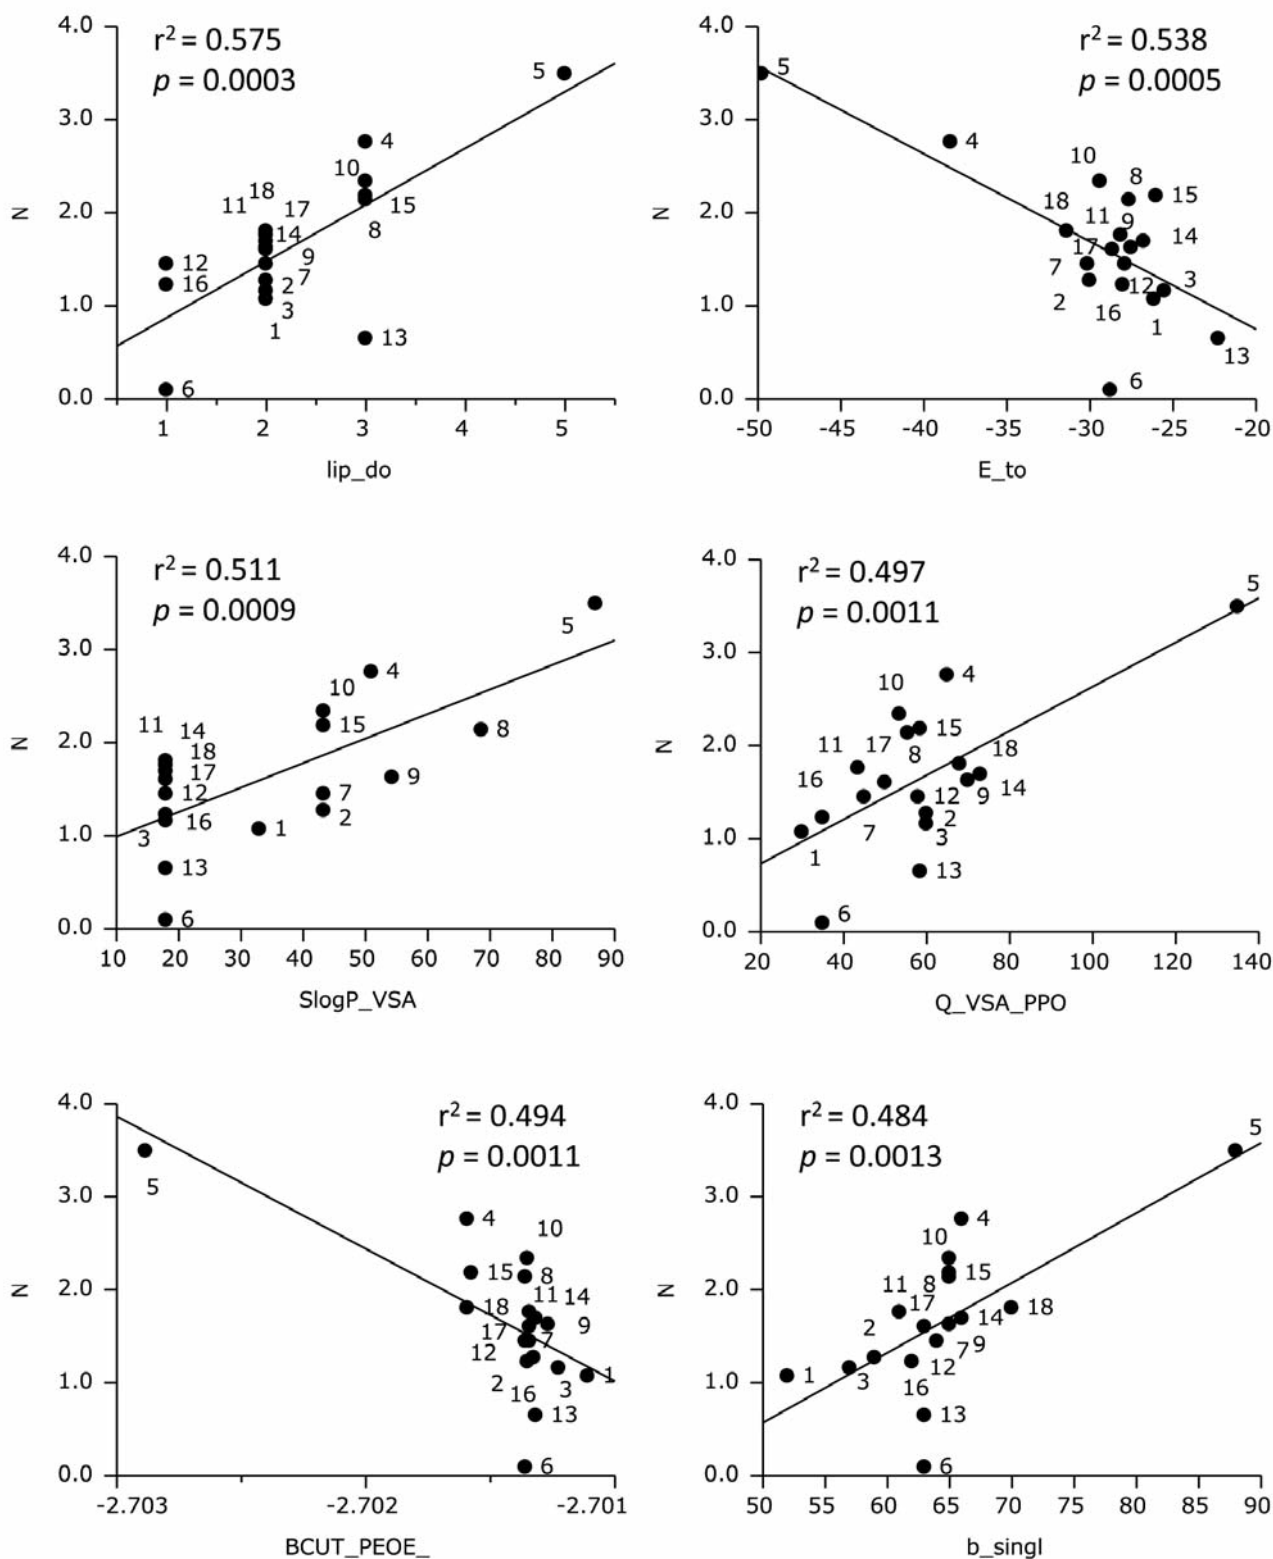 4.0
r² = 0.575
p = 0.0003
5
3.0
4
10
18
11 17 15
2.0
14 8
N
12 9
16 2 7
1.0
3
1 13
6
0.0
1 2 3 4 5
lip_do
4.0
r² = 0.538
p = 0.0005
5
3.0
4
10 8
18 11 9 15
2.0
17 14
N
7 12 3
2 16 1
1.0
13
6
0.0
-50 -45 -40 -35 -30 -25 -20
E_to
4.0
r² = 0.511
p = 0.0009
5
3.0
4
10
11 14 15 8
2.0
18
N
17 9
12 7
16 2
1.0
3 1
13
6
0.0
10 20 30 40 50 60 70 80 90
SlogP_VSA
4.0
r² = 0.497
p = 0.0011
5
3.0
4
10
15
11 17 8 18
2.0
N
16 14
12 9
7 2
1.0
1 3
13
6
0.0
20 40 60 80 100 120 140
Q_VSA_PPO
4.0
r² = 0.494
p = 0.0011
5
3.0
4
10
15 8
2.0
11 14
N
18 9
17 7
12
2 16 3 1
1.0
13
6
0.0
-2.703 -2.702 -2.701
BCUT_PEOE_
4.0
r² = 0.484
p = 0.0013
5
3.0
4
10
15
2.0
11 8
N
17 18
2 14
7 9
12
1.0
1 3 16
13
6
0.0
50 55 60 65 70 75 80 85 90
b_singl